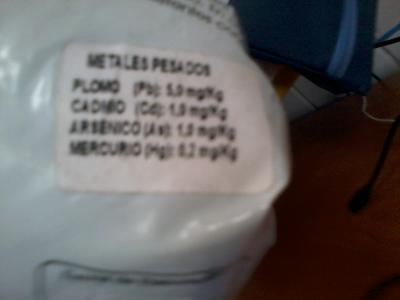 METALES PESADOS
PLOMO (Pb): 5,0 mg/Kg
CADMIO (Cd): 1,0 mg/Kg
ARSÉNICO (As): 1,0 mg/Kg
MERCURIO (Hg): 0,2 mg/Kg